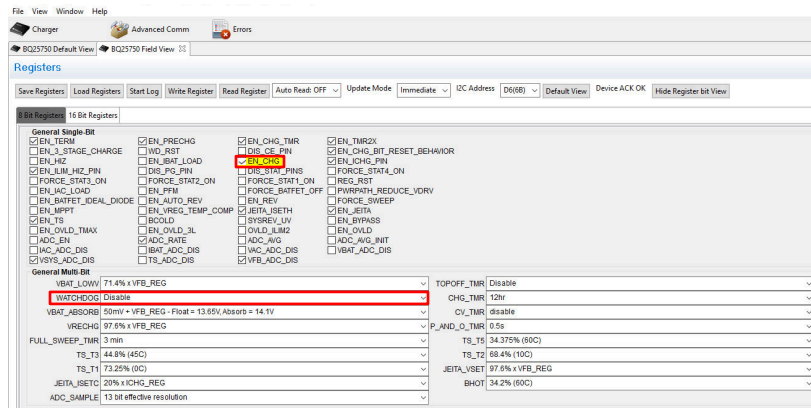 File View Window Help
Charger Advanced Comm Errors
BQ25750 Default View BQ25750 Field View
Registers
Save Registers Load Registers Start Log Write Register Read Register Auto Read: OFF Update Mode Immediate I2C Address D6(6B) Default View Device ACK OK Hide Register bit View
8 Bit Registers 16 Bit Registers
General Single-Bit
EN_TERM EN_PRECHG EN_CHG_TMR EN_TMR2X
EN_3_STAGE_CHARGE WD_RST DIS_CE_PIN EN_CHG_BIT_RESET_BEHAVIOR
EN_HIZ EN_IBAT_LOAD EN_CHG EN_ICHG_PIN
EN_ILIM_HIZ_PIN DIS_PG_PIN DIS_STAT_PINS FORCE_STAT4_ON
FORCE_STAT3_ON FORCE_STAT2_ON FORCE_STAT1_ON REG_RST
EN_IAC_LOAD EN_PFM FORCE_BATFET_OFF PWRPATH_REDUCE_VDRV
EN_BATFET_IDEAL_DIODE EN_AUTO_REV EN_REV FORCE_SWEEP
EN_MPPT EN_VREG_TEMP_COMP JEITA_ISETH EN_JEITA
EN_TS BCOLD SYSREV_UV EN_BYPASS
EN_OVLD_TMAX EN_OVLD_3L OVLD_ILIM2 EN_OVLD
ADC_EN ADC_RATE ADC_AVG ADC_AVG_INIT
IAC_ADC_DIS IBAT_ADC_DIS VAC_ADC_DIS VBAT_ADC_DIS
VSYS_ADC_DIS TS_ADC_DIS VFB_ADC_DIS
General Multi-Bit
VBAT_LOWV 71.4% x VFB_REG TOPOFF_TMR Disable
WATCHDOG Disable CHG_TMR 12hr
VBAT_ABSORB 50mV + VFB_REG - Float = 13.65V, Absorb = 14.1V CV_TMR disable
VRECHG 97.6% x VFB_REG P_AND_O_TMR 0.5s
FULL_SWEEP_TMR 3 min TS_T5 34.375% (60C)
TS_T3 44.8% (45C) TS_T2 68.4% (10C)
TS_T1 73.25% (0C) JEITA_VSET 97.6% x VFB_REG
JEITA_ISETC 20% x ICHG_REG BHOT 34.2% (60C)
ADC_SAMPLE 13 bit effective resolution